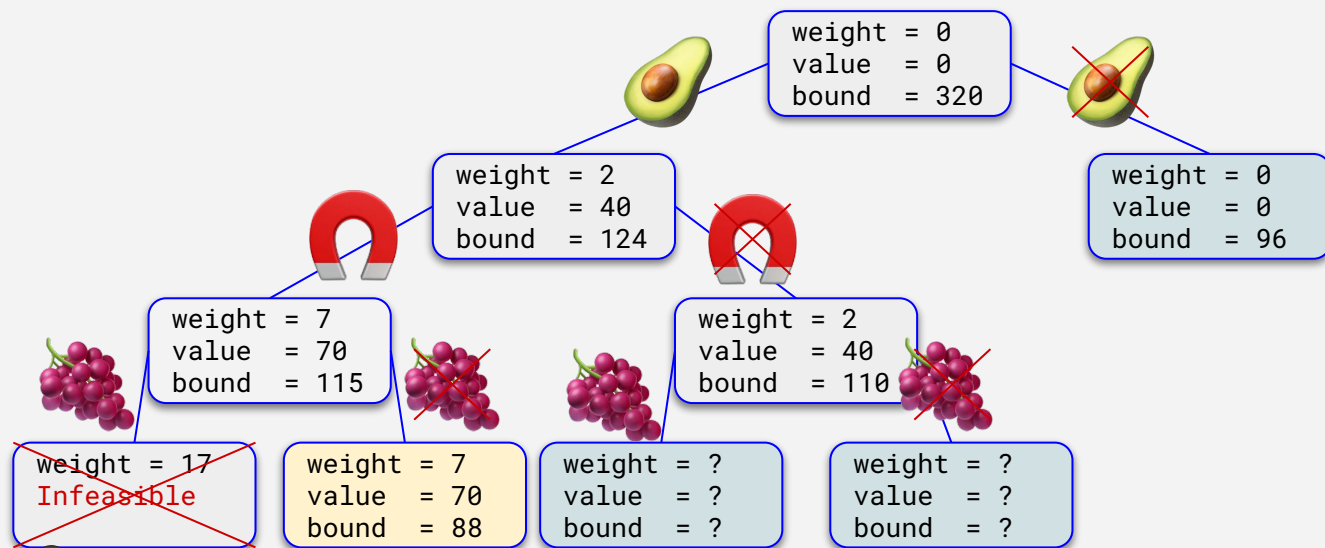 weight = 0
value  = 0
bound  = 320
weight = 2
value  = 40
bound  = 124
weight = 0
value  = 0
bound  = 96
weight = 7
value  = 70
bound  = 115
weight = 2
value  = 40
bound  = 110
weight = 17
Infeasible
weight = 7
value  = 70
bound  = 88
weight = ?
value  = ?
bound  = ?
weight = ?
value  = ?
bound  = ?